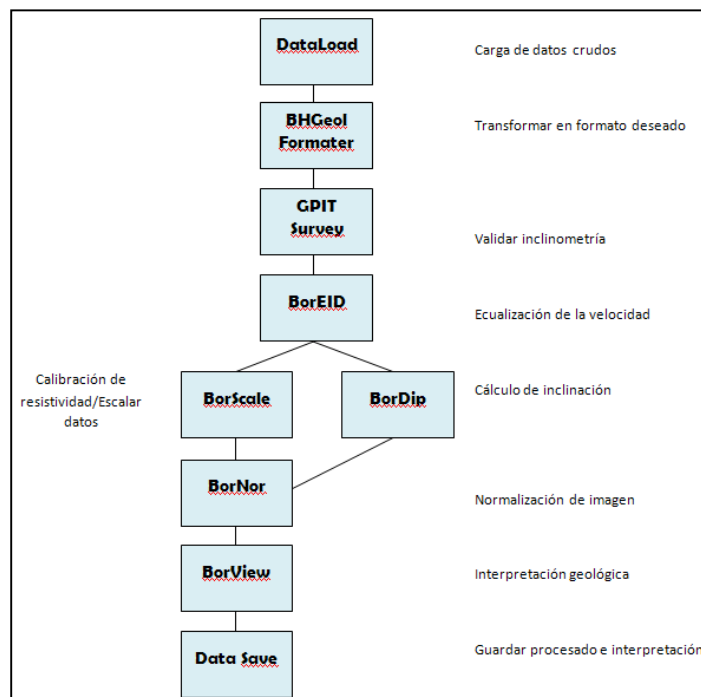 DataLoad
Carga de datos crudos
BHGeol
Formater
Transformar en formato deseado
GPIT
Survey
Validar inclinometría
BorEID
Ecualización de la velocidad
Calibración de
resistividad/Escalar
datos
BorScale
BorDip
Cálculo de inclinación
BorNor
Normalización de imagen
BorView
Interpretación geológica
Data Save
Guardar procesado e interpretación